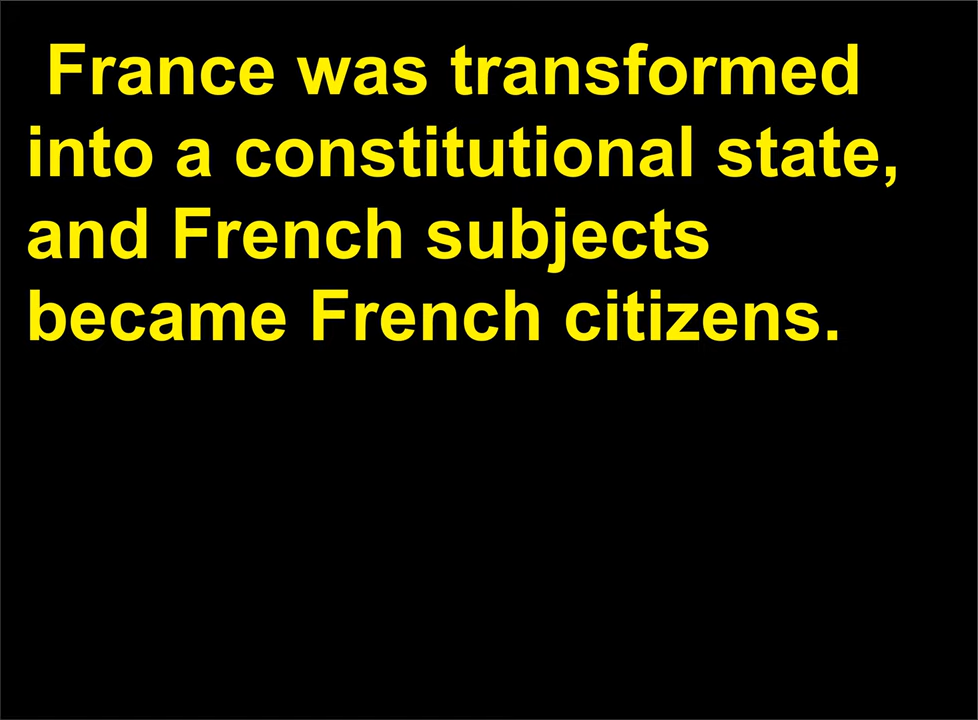 France was transformed
into a constitutional state,
and French subjects
became French citizens.